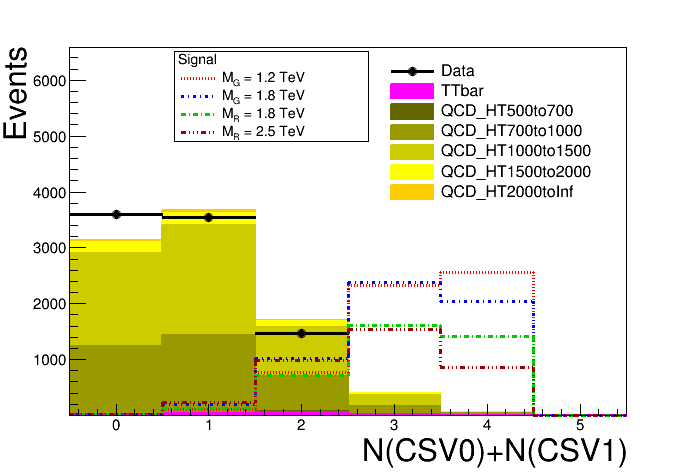 Events
6000
5000
4000
3000
2000
1000
Signal
M_G = 1.2 TeV
M_G = 1.8 TeV
M_R = 1.8 TeV
M_R = 2.5 TeV
Data
TTbar
QCD_HT500to700
QCD_HT700to1000
QCD_HT1000to1500
QCD_HT1500to2000
QCD_HT2000toInf
0 1 2 3 4 5
N(CSV0)+N(CSV1)